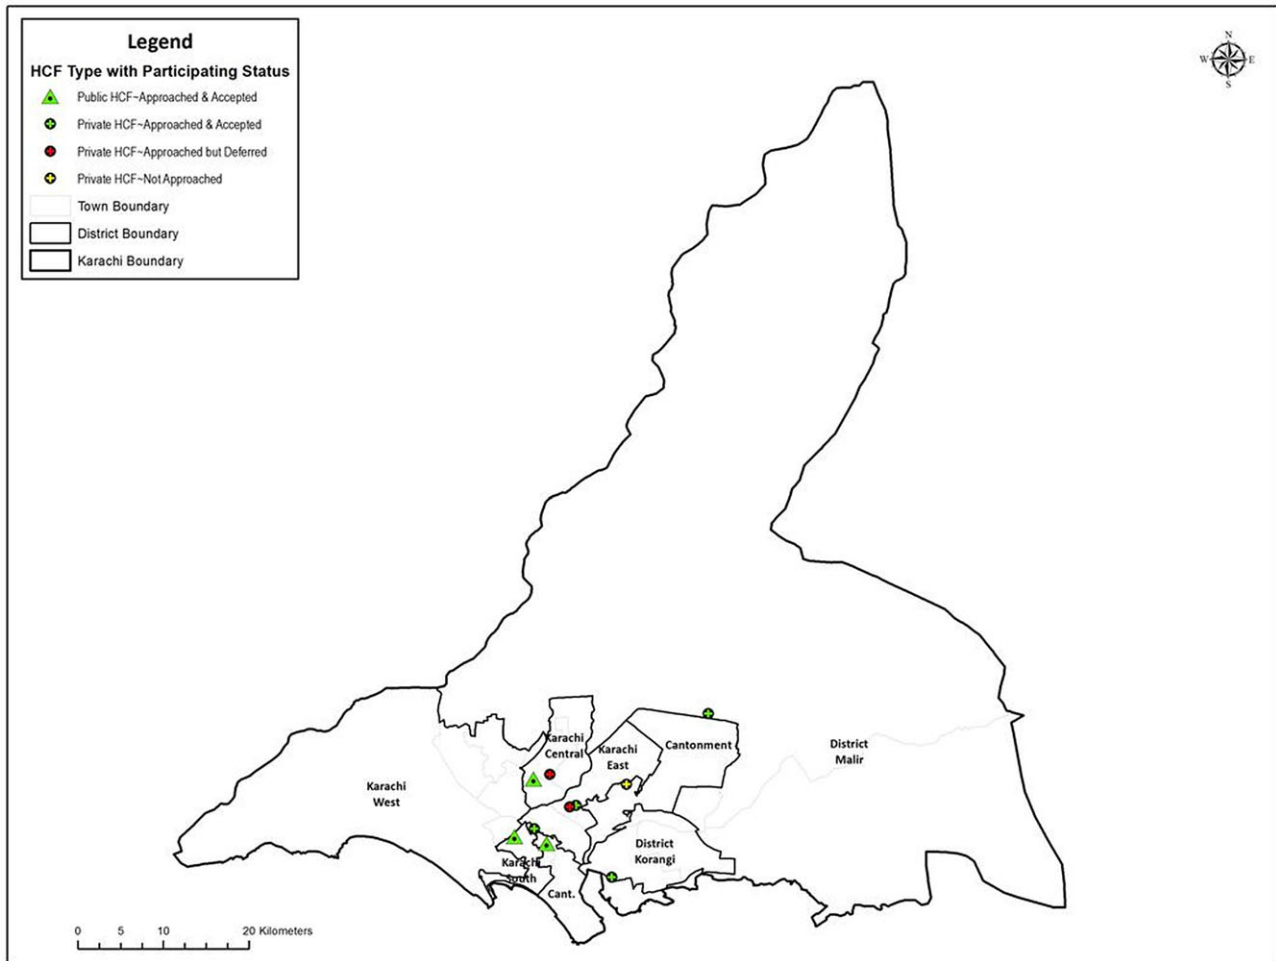 Legend
HCF Type with Participating Status
Public HCF~Approached & Accepted
Private HCF~Approached & Accepted
Private HCF~Approached but Deferred
Private HCF~Not Approached
Town Boundary
District Boundary
Karachi Boundary
N
W E
S
Karachi
Central
Karachi
East
Cantonment
District
Malir
Karachi
West
District
Korangi
Karachi
South
Cant.
0 5 10 20 Kilometers